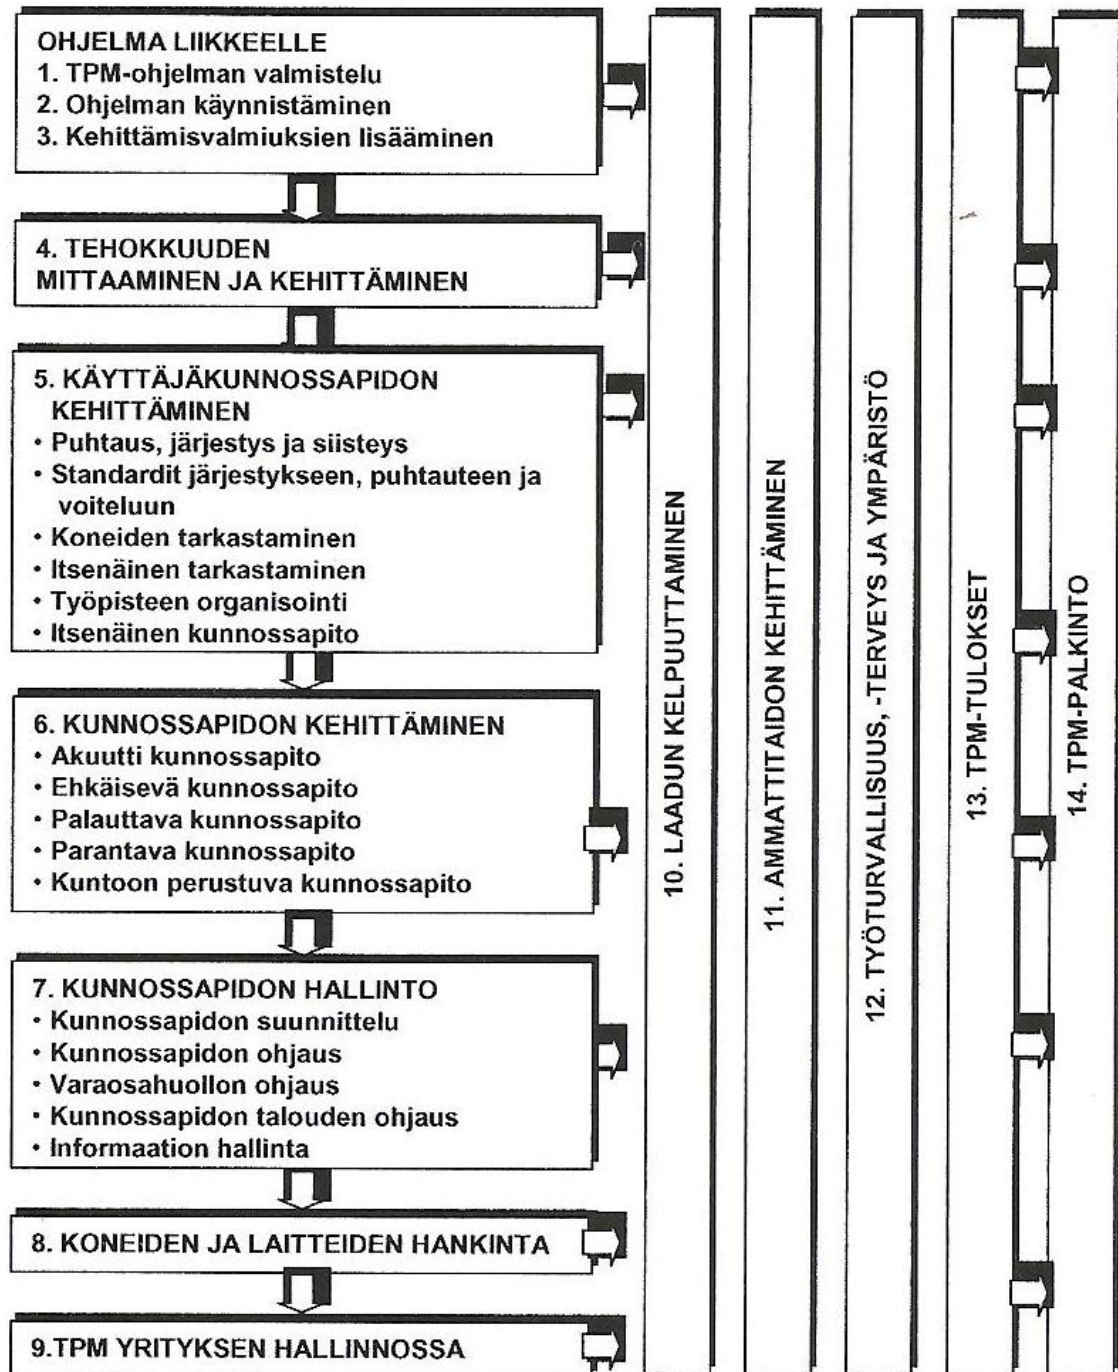 OHJELMA LIIKKEELLE
1. TPM-ohjelman valmistelu
2. Ohjelman käynnistäminen
3. Kehittämisvalmiuksien lisääminen
4. TEHOKKUUDEN
MITTAAMINEN JA KEHITTÄMINEN
5. KÄYTTÄJÄKUNNOSSAPIDON
KEHITTÄMINEN
• Puhtaus, järjestys ja siisteys
• Standardit järjestykseen, puhtauteen ja
voiteluun
• Koneiden tarkastaminen
• Itsenäinen tarkastaminen
• Työpisteen organisointi
• Itsenäinen kunnossapito
6. KUNNOSSAPIDON KEHITTÄMINEN
• Akuutti kunnossapito
• Ehkäisevä kunnossapito
• Palauttava kunnossapito
• Parantava kunnossapito
• Kuntoon perustuva kunnossapito
7. KUNNOSSAPIDON HALLINTO
• Kunnossapidon suunnittelu
• Kunnossapidon ohjaus
• Varaosahuollon ohjaus
• Kunnossapidon talouden ohjaus
• Informaation hallinta
8. KONEIDEN JA LAITTEIDEN HANKINTA
9.TPM YRITYKSEN HALLINNOSSA
10. LAADUN KELPUUTTAMINEN
11. AMMATTITAIDON KEHITTÄMINEN
12. TYÖTURVALLISUUS, -TERVEYS JA YMPÄRISTÖ
13. TPM-TULOKSET
14. TPM-PALKINTO